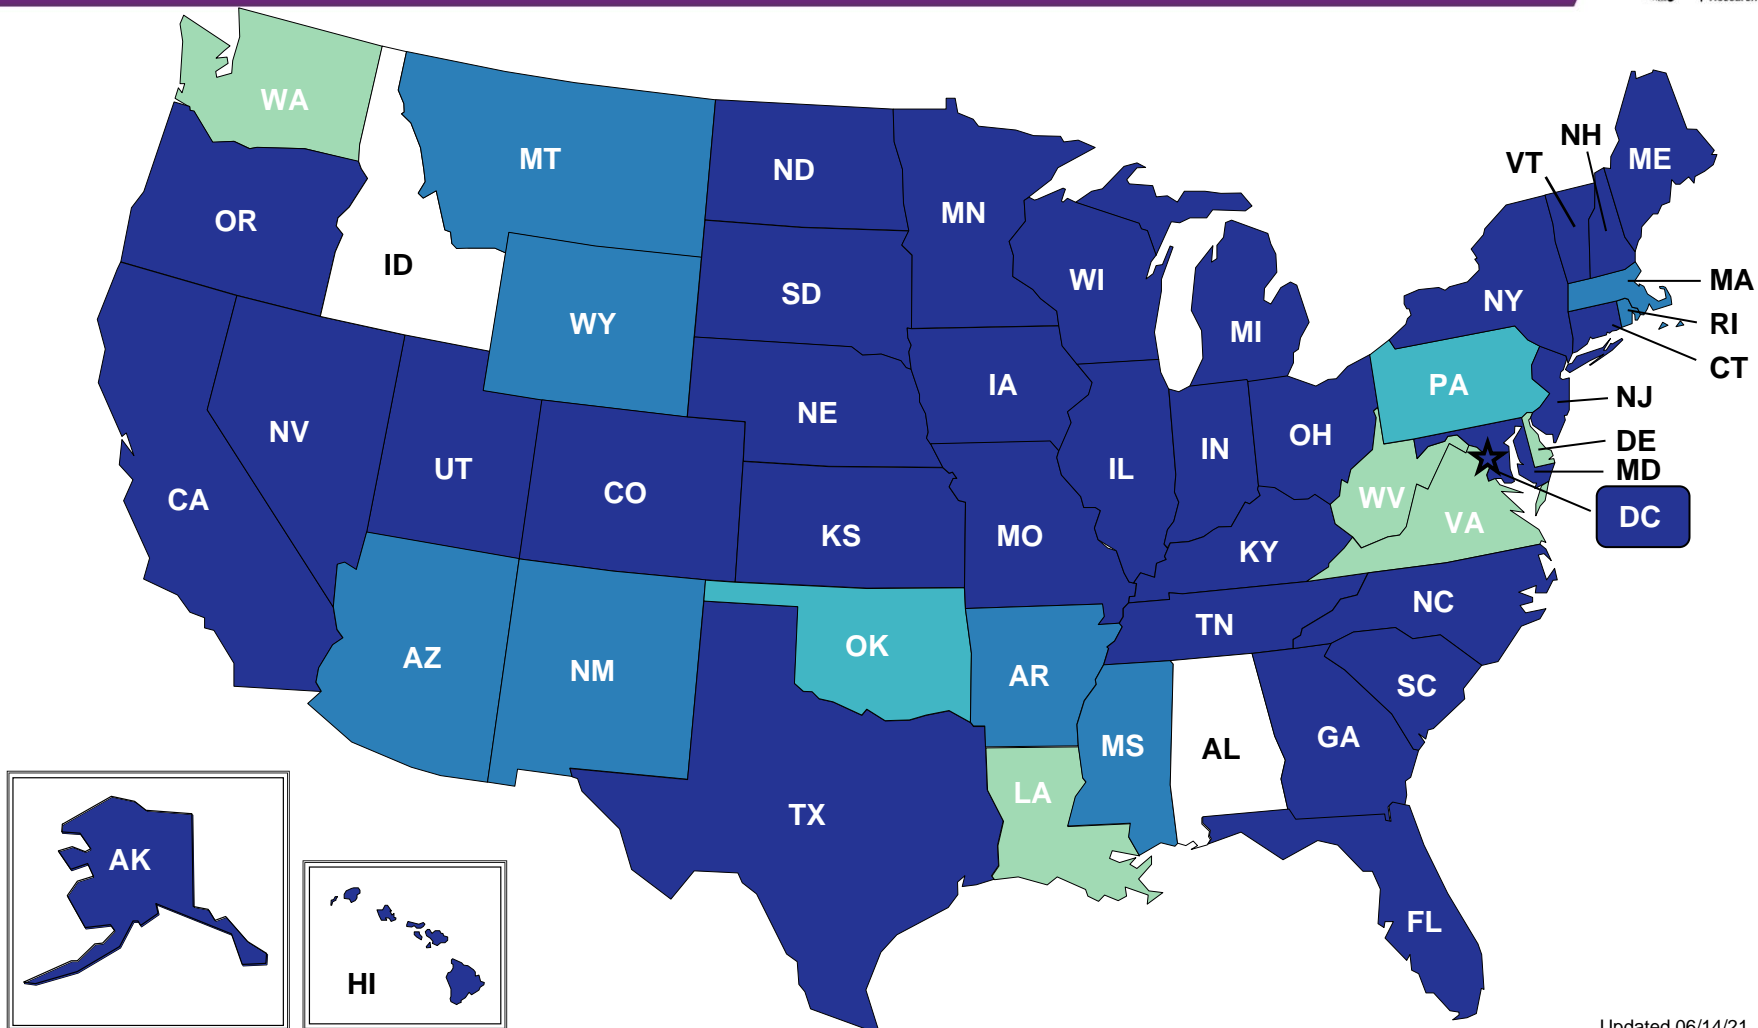 WA
MT
ND
MN
NH
VT
ME
OR
ID
SD
WI
NY
MA
WY
MI
RI
CT
IA
PA
NJ
NE
NV
UT
CO
IL
IN
OH
DE
MD
CA
KS
MO
WV
VA
DC
KY
NC
TN
AZ
NM
OK
AR
SC
MS
AL
GA
LA
TX
AK
HI
FL
Updated 06/14/21